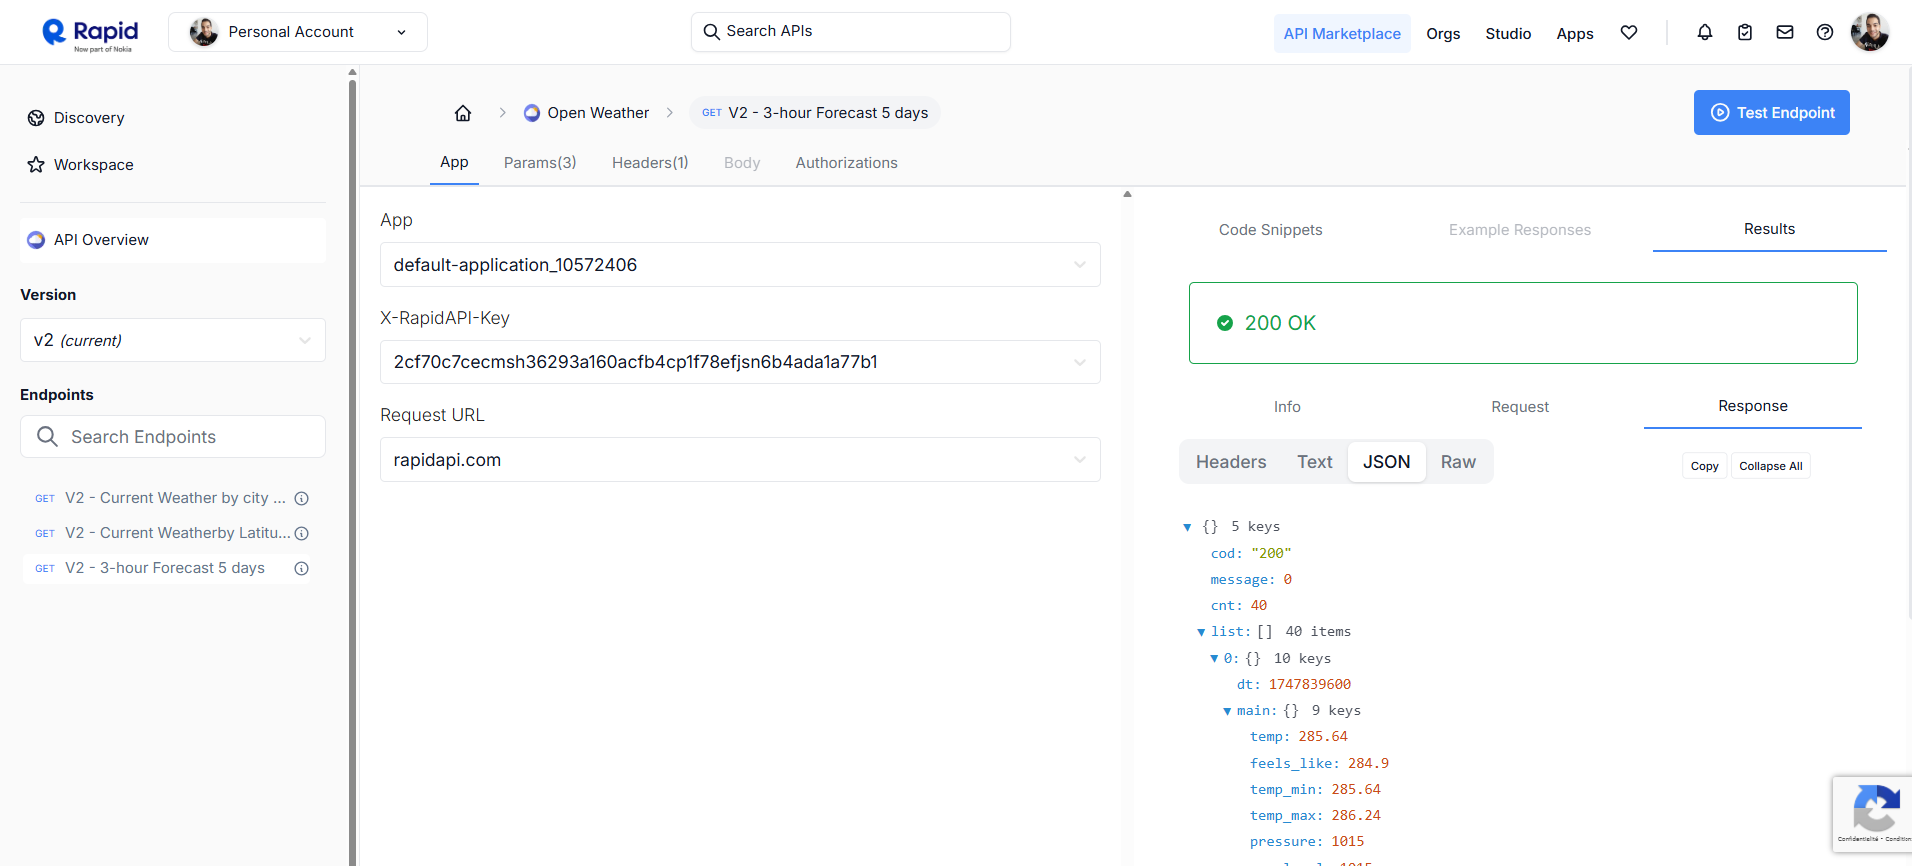 Rapid
Now part of Nokia
Personal Account
Search APIs
API Marketplace
Orgs
Studio
Apps
Discovery
Workspace
API Overview
Version
v2 (current)
Endpoints
Search Endpoints
GET V2 - Current Weather by city ...
GET V2 - Current Weatherby Latitu...
GET V2 - 3-hour Forecast 5 days
Open Weather
GET V2 - 3-hour Forecast 5 days
Test Endpoint
App
Params(3)
Headers(1)
Body
Authorizations
App
default-application_10572406
X-RapidAPI-Key
2cf70c7cecmsh36293a160acfb4cp1f78efjsn6b4ada1a77b1
Request URL
rapidapi.com
Code Snippets
Example Responses
Results
200 OK
Info
Request
Response
Headers
Text
JSON
Raw
Copy
Collapse All
{} 5 keys
cod: "200"
message: 0
cnt: 40
list: [] 40 items
0: {} 10 keys
dt: 1747839600
main: {} 9 keys
temp: 285.64
feels_like: 284.9
temp_min: 285.64
temp_max: 286.24
pressure: 1015
Confidentialité - Condition